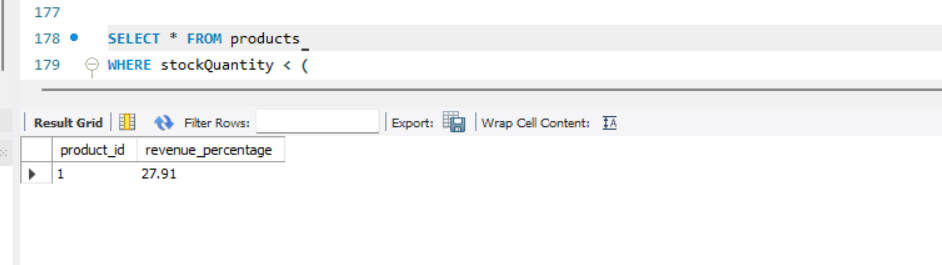 177
178 SELECT * FROM products
179 WHERE stockQuantity < (
Result Grid Filter Rows: Export: Wrap Cell Content:
product_id revenue_percentage
1 27.91